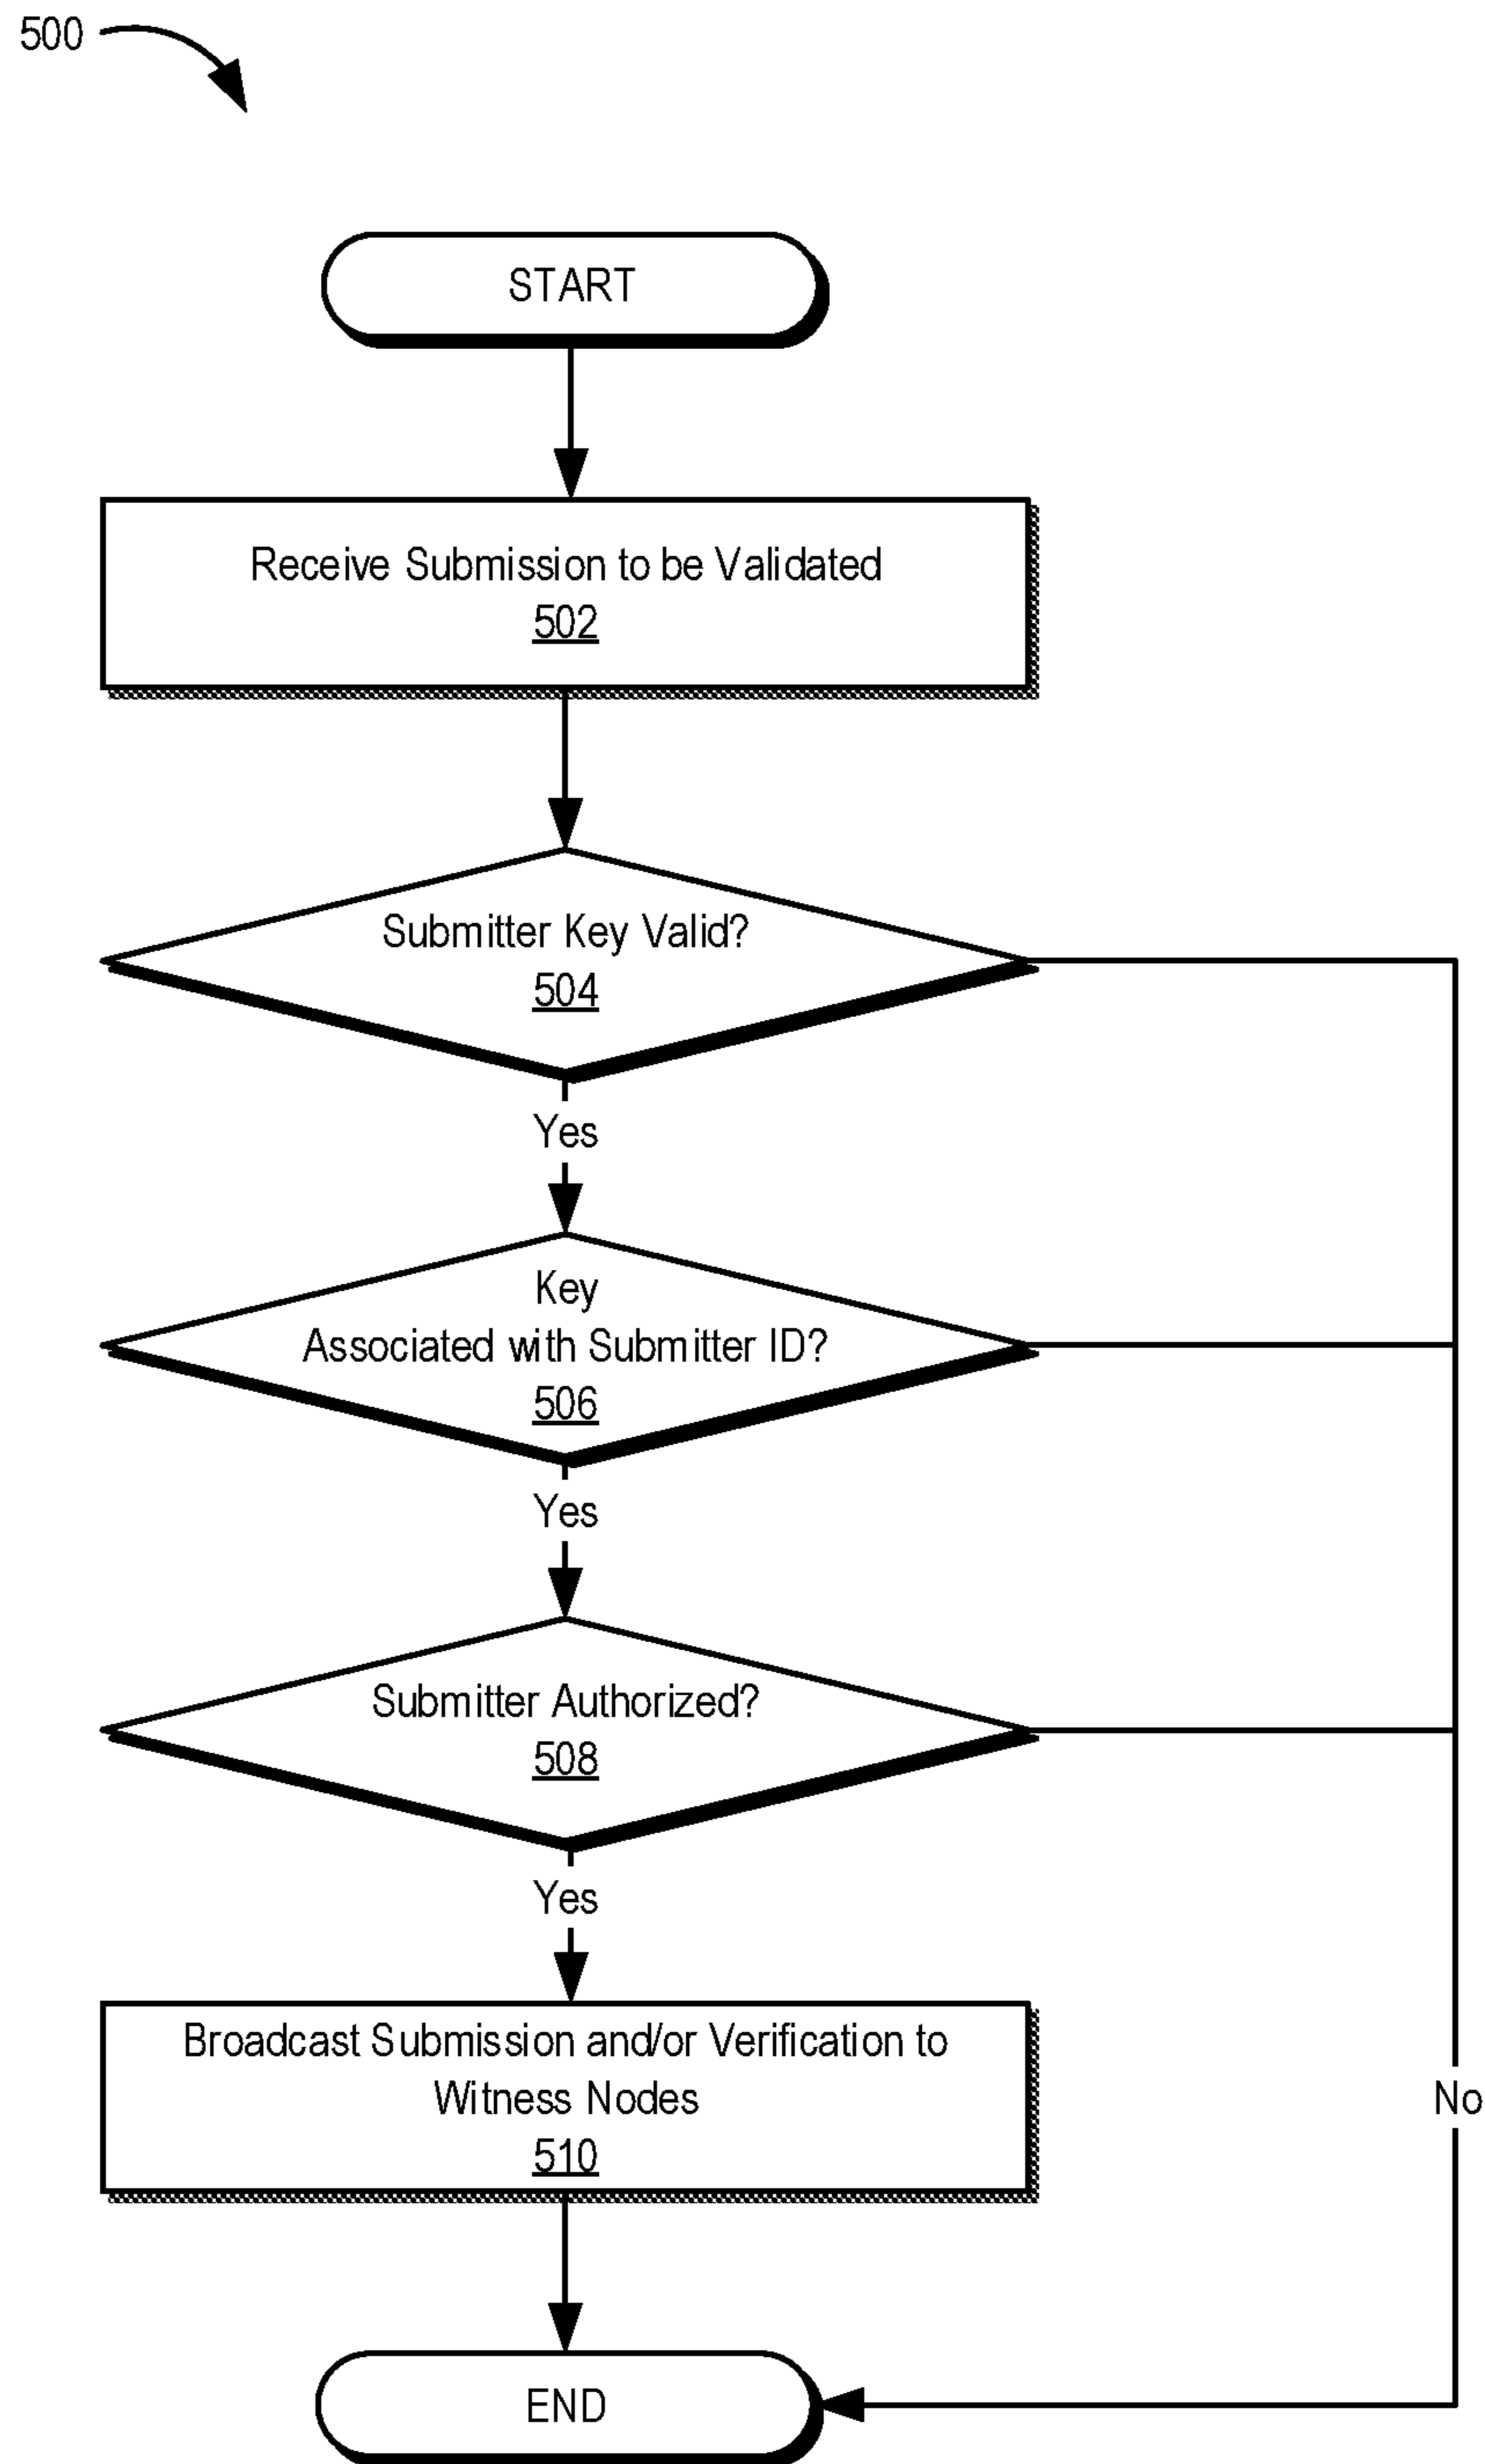 500
START
Receive Submission to be Validated
502
Submitter Key Valid?
504
Yes
Key
Associated with Submitter ID?
506
Yes
Submitter Authorized?
508
Yes
Broadcast Submission and/or Verification to
Witness Nodes
510
No
END